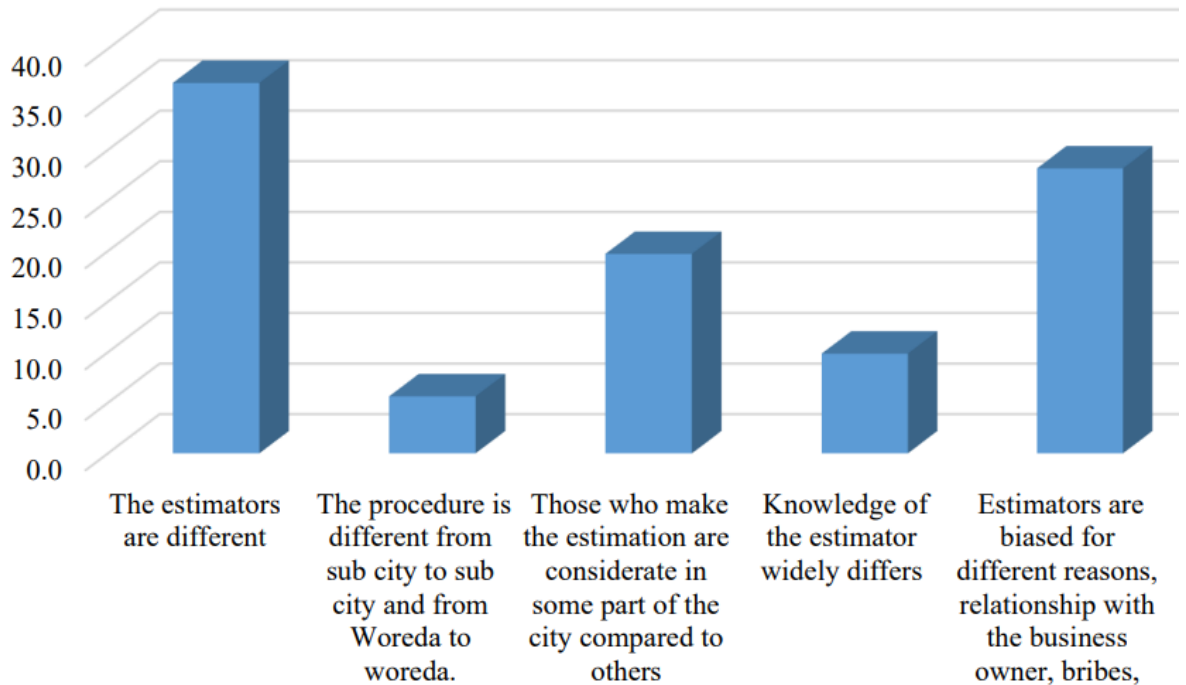 40.0
35.0
30.0
25.0
20.0
15.0
10.0
5.0
0.0
The estimators
are different
The procedure is
different from
sub city to sub
city and from
Woreda to
woreda.
Those who make
the estimation are
considerate in
some part of the
city compared to
others
Knowledge of
the estimator
widely differs
Estimators are
biased for
different reasons,
relationship with
the business
owner, bribes,